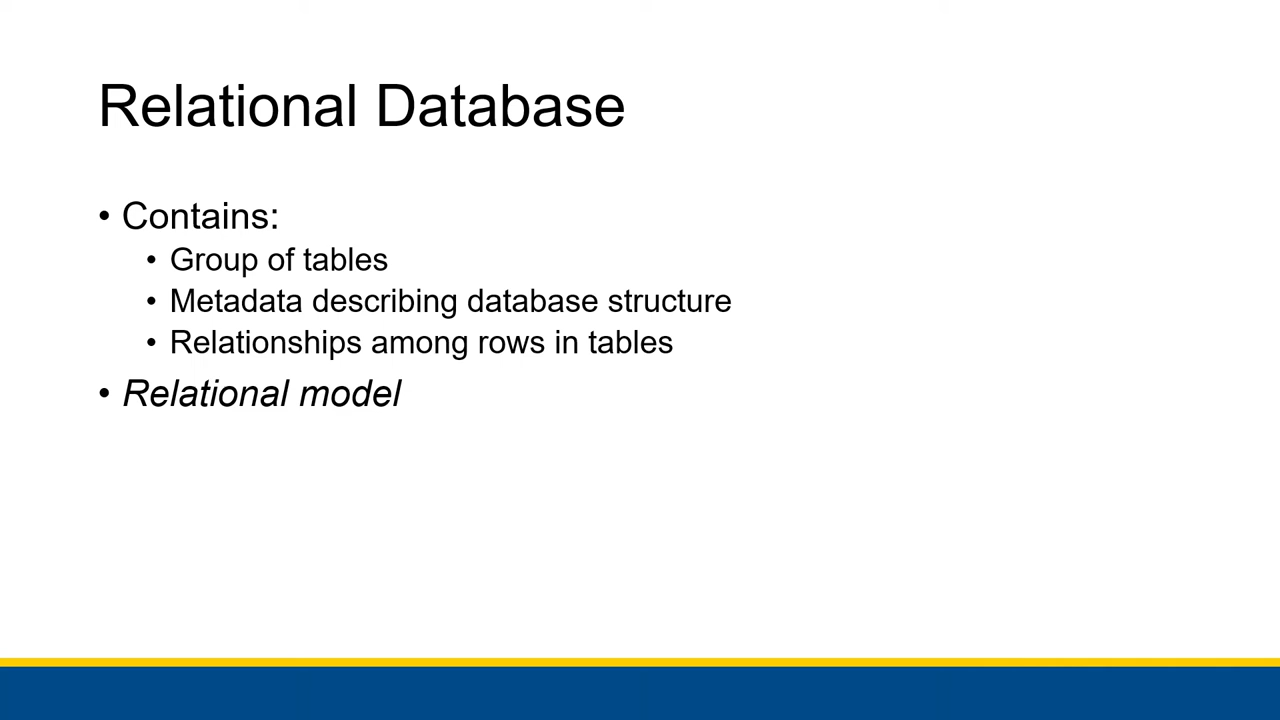 Relational Database
• Contains:
• Group of tables
• Metadata describing database structure
• Relationships among rows in tables
• Relational model